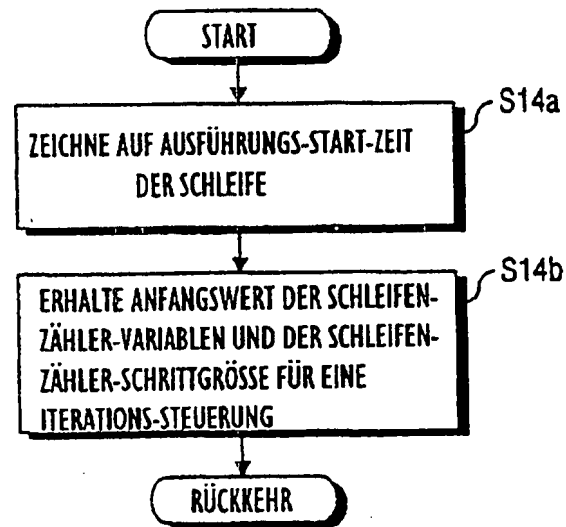 START
S14a
ZEICHNE AUF AUSFÜHRUNGS-START-ZEIT
DER SCHLEIFE
S14b
ERHALTE ANFANGSWERT DER SCHLEIFEN-
ZÄHLER-VARIABLEN UND DER SCHLEIFEN-
ZÄHLER-SCHRITTGRÖSSE FÜR EINE
ITERATIONS-STEUERUNG
RÜCKKEHR